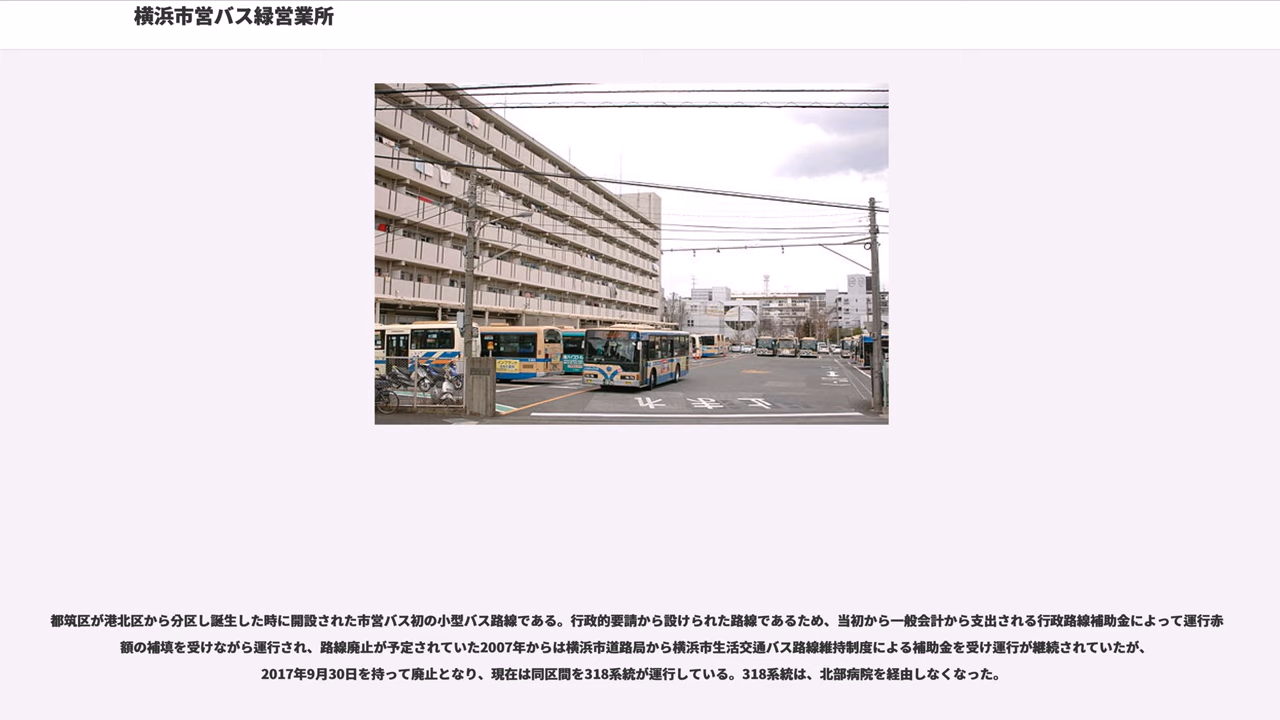 横浜市営バス緑営業所
都筑区が港北区から分区し誕生した時に開設された市営バス初の小型バス路線である。行政的要請から設けられた路線であるため、当初から一般会計から支出される行政路線補助金によって運行赤
額の補填を受けながら運行され、路線廃止が予定されていた2007年からは横浜市道路局から横浜市生活交通バス路線維持制度による補助金を受け運行が継続されていたが、
2017年9月30日を持って廃止となり、現在は同区間を318系統が運行している。318系統は、北部病院を経由しなくなった。